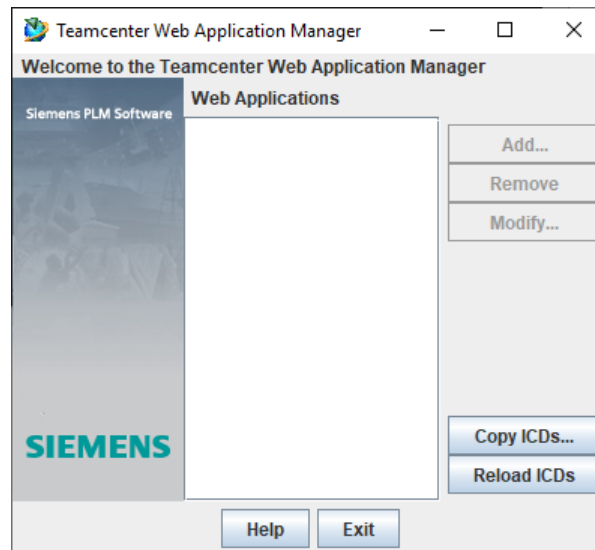 Teamcenter Web Application Manager
Welcome to the Teamcenter Web Application Manager
Siemens PLM Software
Web Applications
Add...
Remove
Modify...
SIEMENS
Copy ICDs...
Reload ICDs
Help Exit